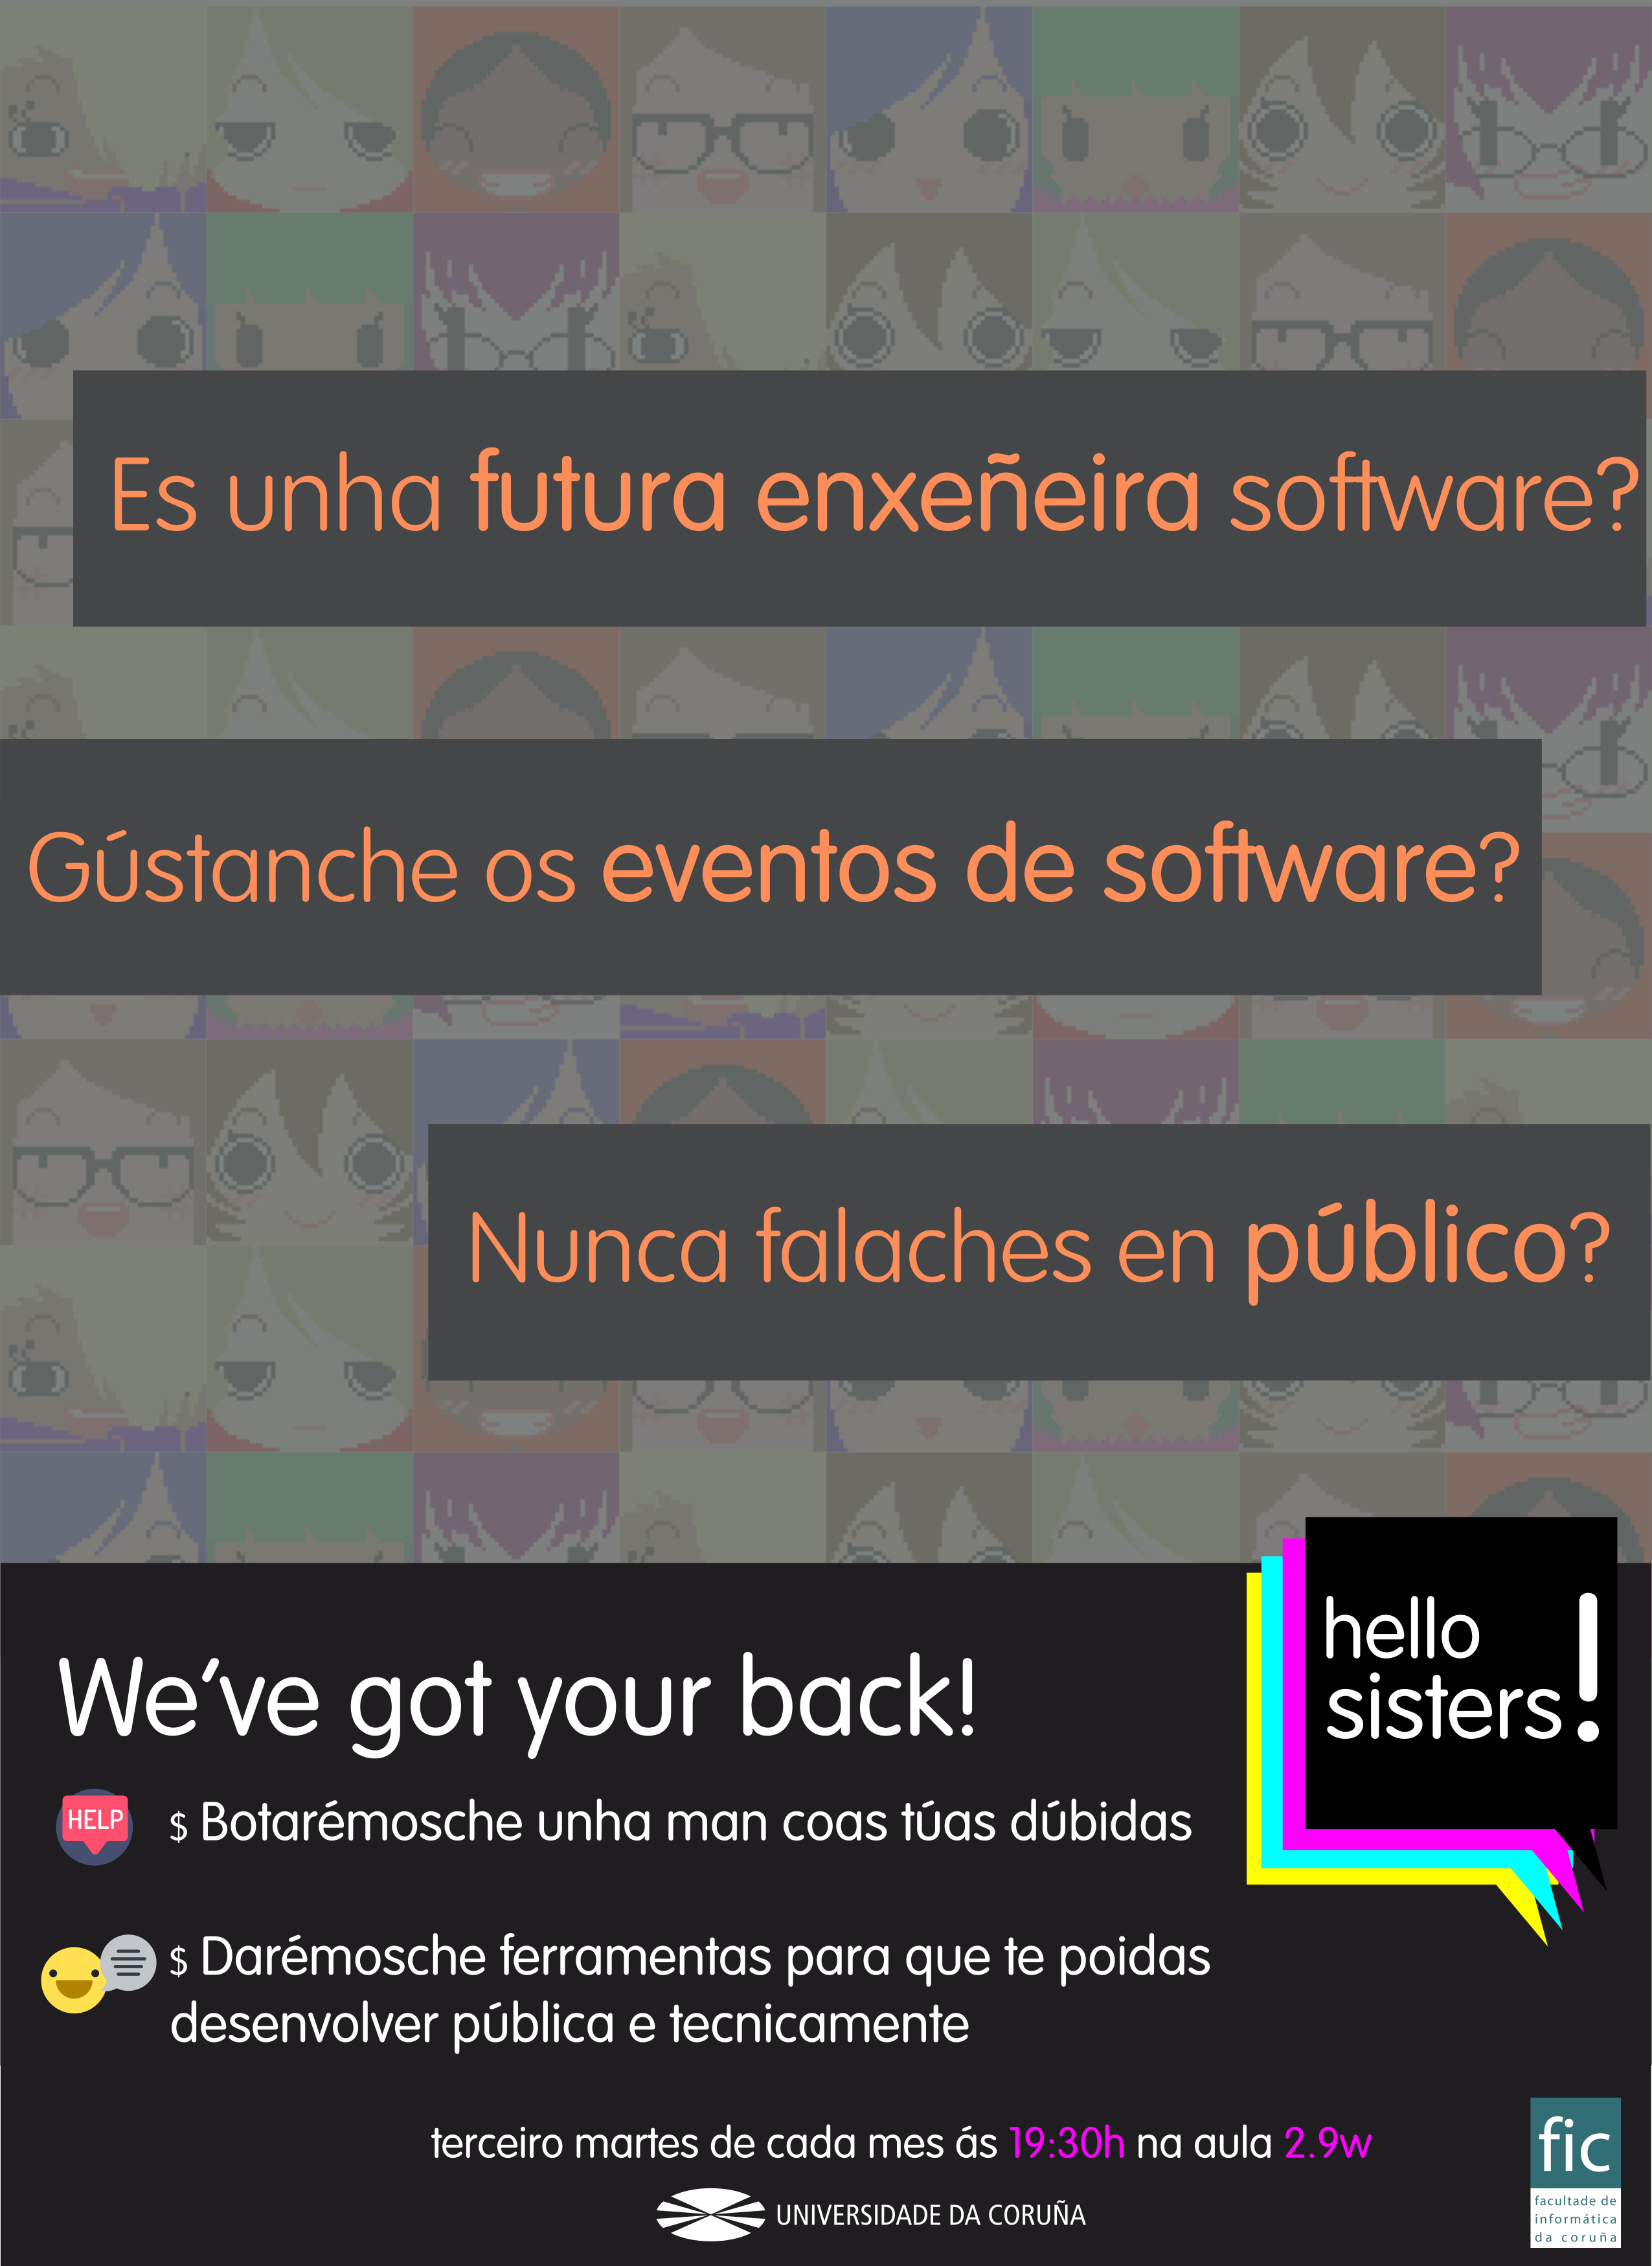 Es unha futura enxeñeira software?
Gústanche os eventos de software?
Nunca falaches en público?
hello
sisters!
We've got your back!
HELP
$ Botarémosche unha man coas túas dúbidas
$ Darémosche ferramentas para que te poidas
desenvolver pública e tecnicamente
terceiro martes de cada mes ás 19:30h na aula 2.9w
UNIVERSIDADE DA CORUÑA
fic
facultade de
informática
da coruña